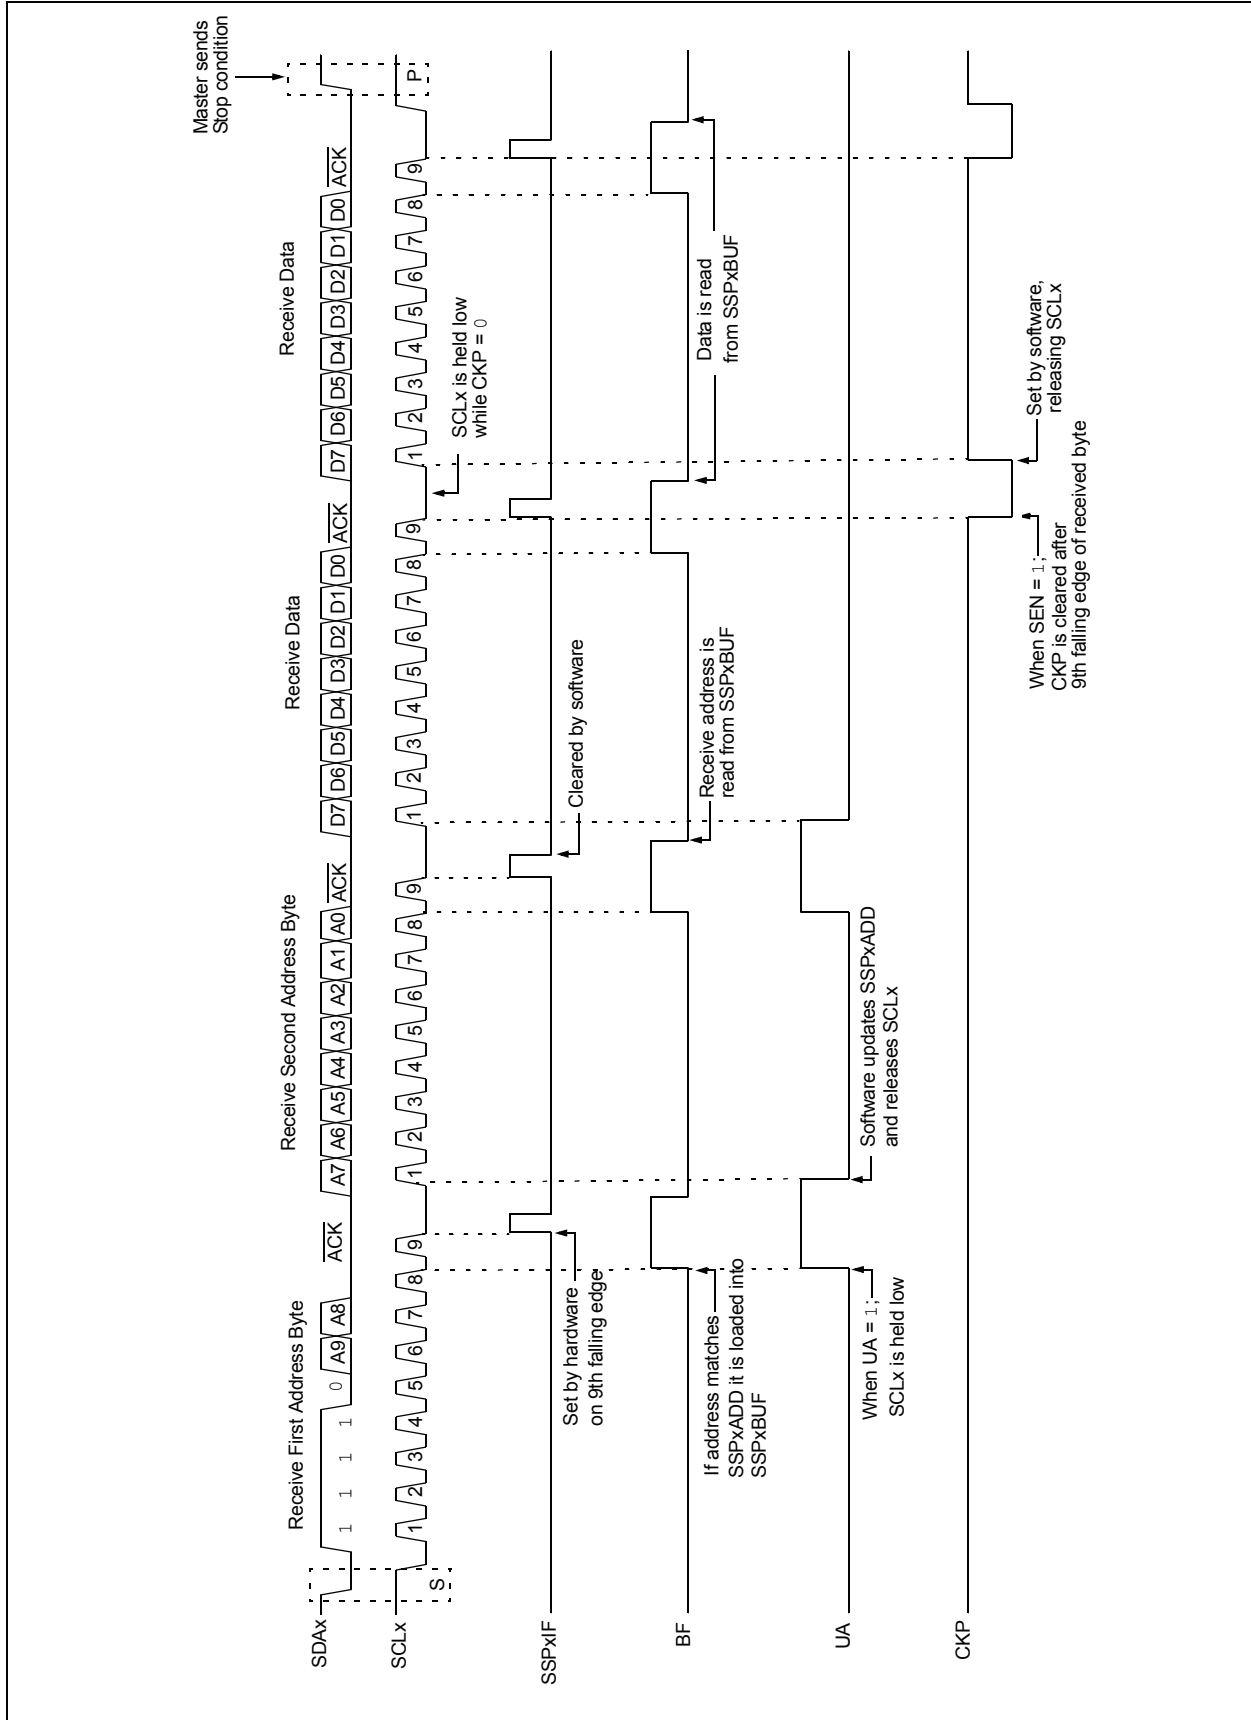 Master sends
Stop condition
Receive First Address Byte
Receive Second Address Byte
Receive Data
Receive Data
SDAx
1 1 1 1 0 A9 A8 ACK
A7 A6 A5 A4 A3 A2 A1 A0 ACK
D7 D6 D5 D4 D3 D2 D1 D0 ACK
D7 D6 D5 D4 D3 D2 D1 D0 ACK
SCLx
S
1 2 3 4 5 6 7 8 9
1 2 3 4 5 6 7 8 9
1 2 3 4 5 6 7 8 9
1 2 3 4 5 6 7 8 9
P
SCLx is held low
while CKP = 0
SSPxIF
Set by hardware
on 9th falling edge
Cleared by software
BF
If address matches
SSPxADD it is loaded into
SSPxBUF
Receive address is
read from SSPxBUF
Data is read
from SSPxBUF
UA
When UA = 1;
SCLx is held low
Software updates SSPxADD
and releases SCLx
CKP
When SEN = 1;
CKP is cleared after
9th falling edge of received byte
Set by software,
releasing SCLx